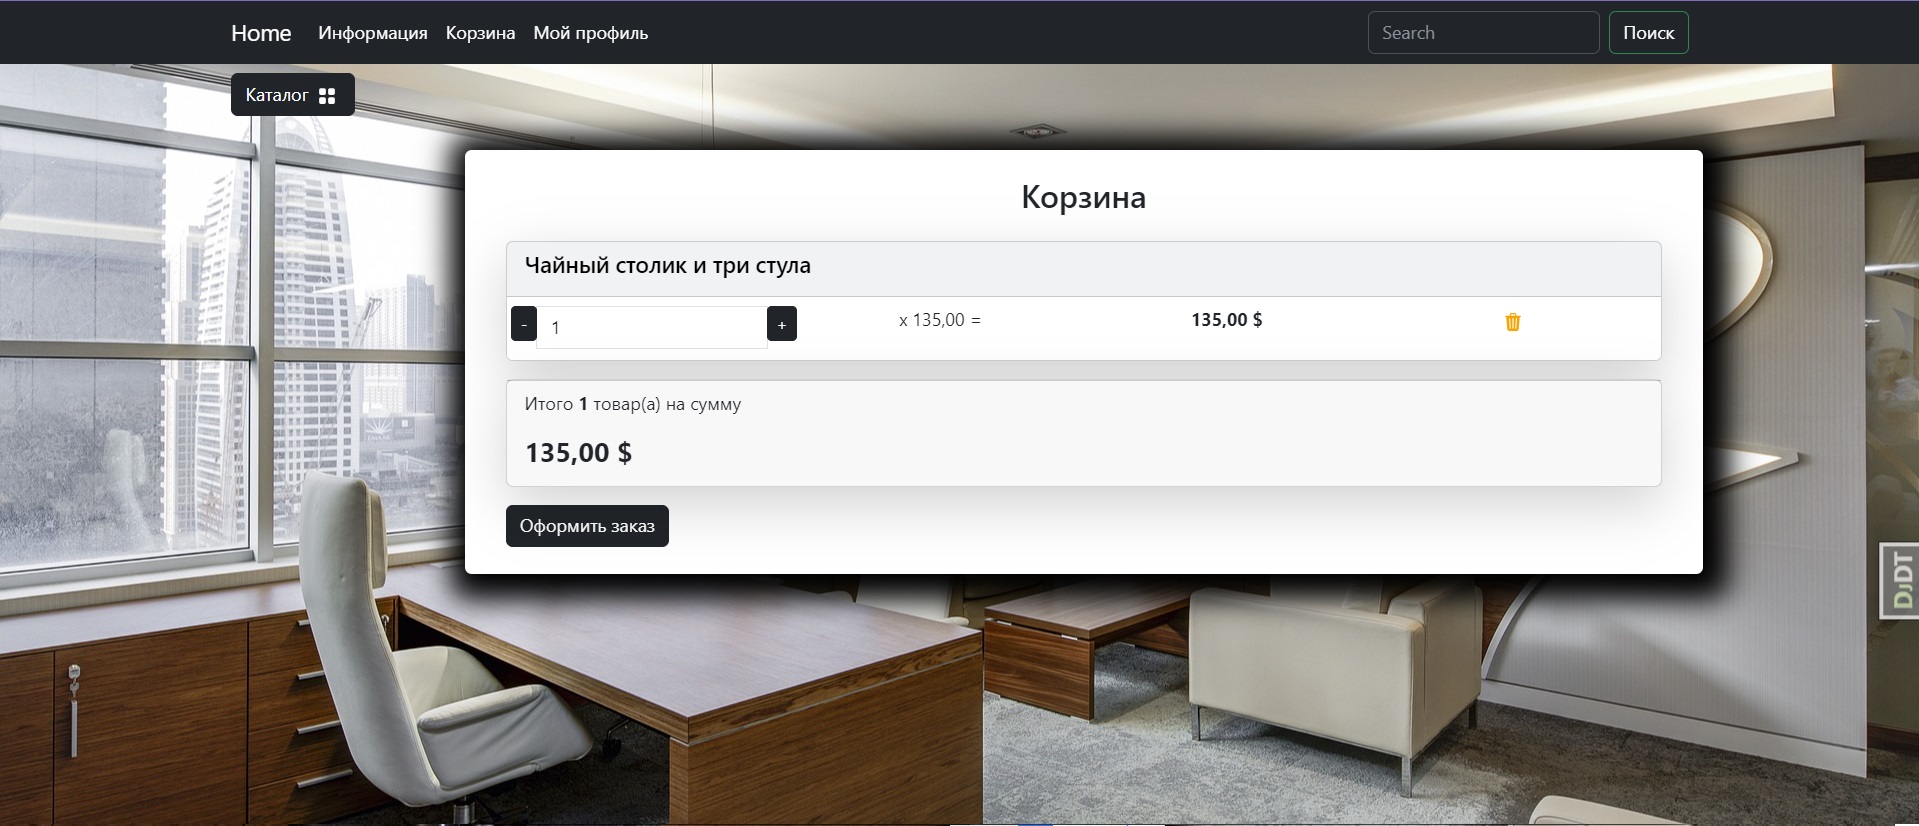 Home Информация Корзина Мой профиль Search Поиск
Каталог
Корзина
Чайный столик и три стула
- 1 + x 135,00 = 135,00 $
Итого 1 товар(а) на сумму
135,00 $
Оформить заказ
DJDT